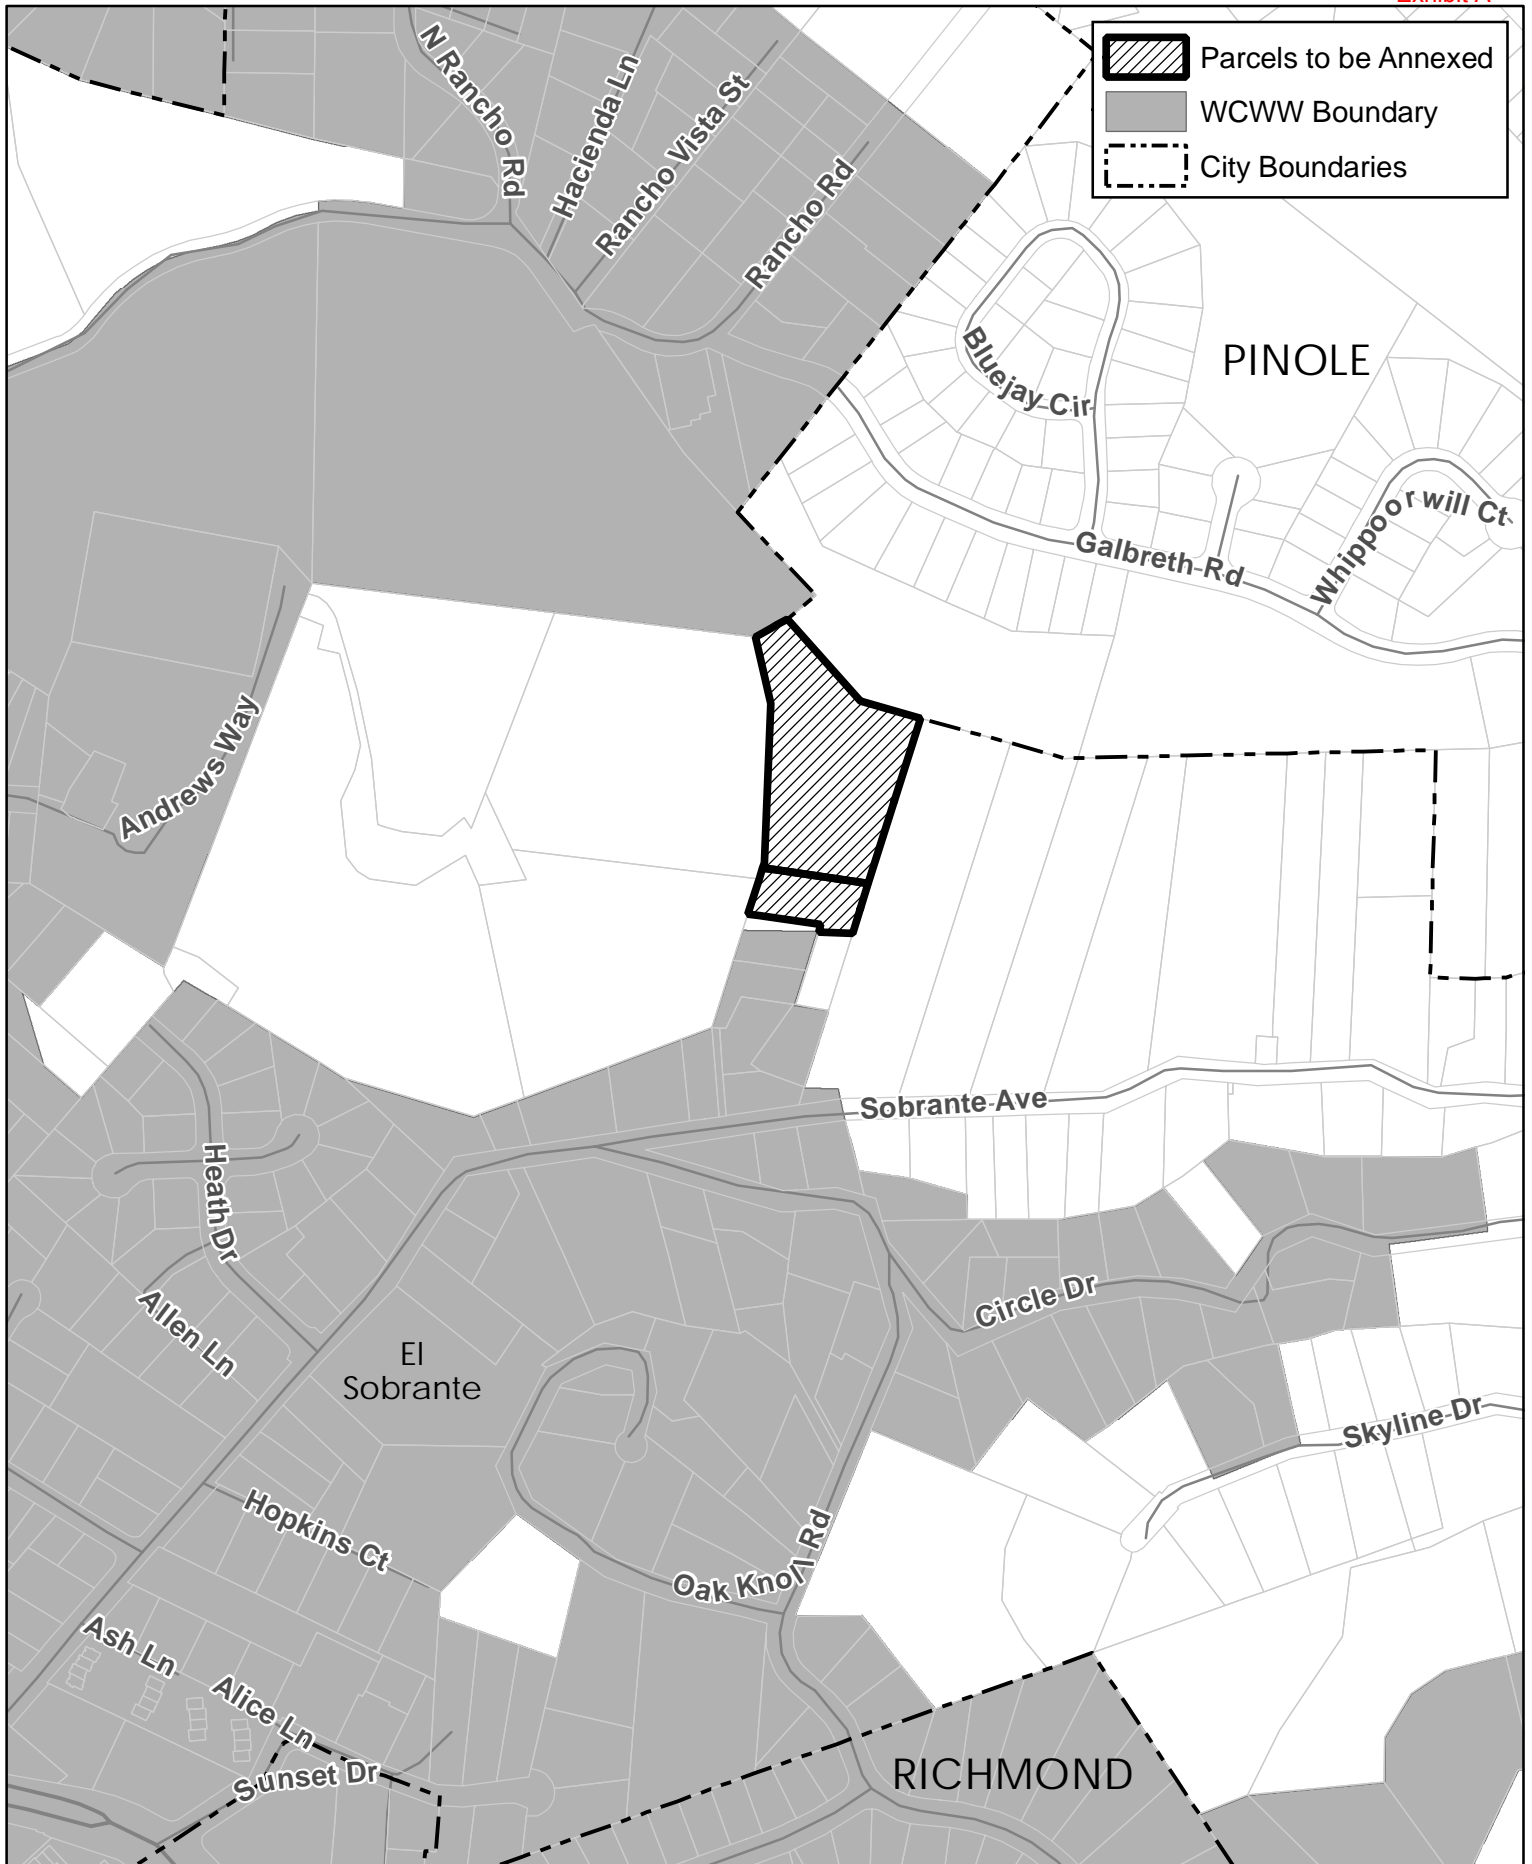 Exhibit A
Parcels to be Annexed
WCWW Boundary
City Boundaries
N Rancho Rd
Hacienda Ln
Rancho Vista St
Rancho Rd
Bluejay Cir
PINOLE
Whippoorwill Ct
Galbreth Rd
Andrews Way
Sobrante Ave
Heath Dr
Circle Dr
Allen Ln
El
Sobrante
Skyline Dr
Hopkins Ct
Oak Knoll Rd
Ash Ln
Alice Ln
Sunset Dr
RICHMOND